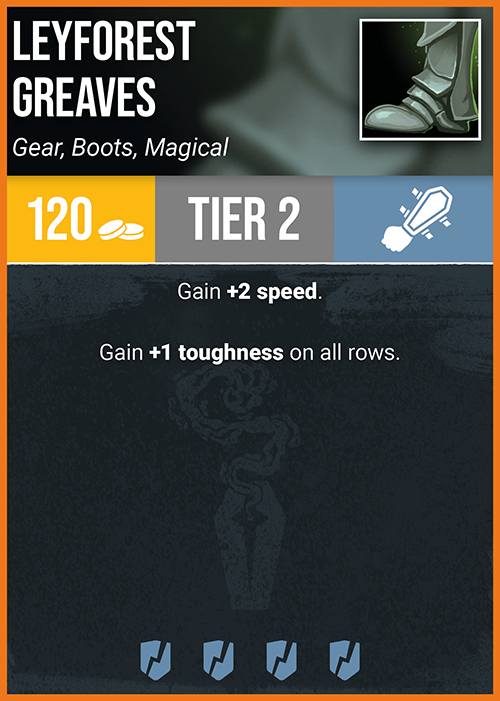 LEYFOREST
GREAVES
Gear, Boots, Magical
120
TIER 2
Gain +2 speed.
Gain +1 toughness on all rows.